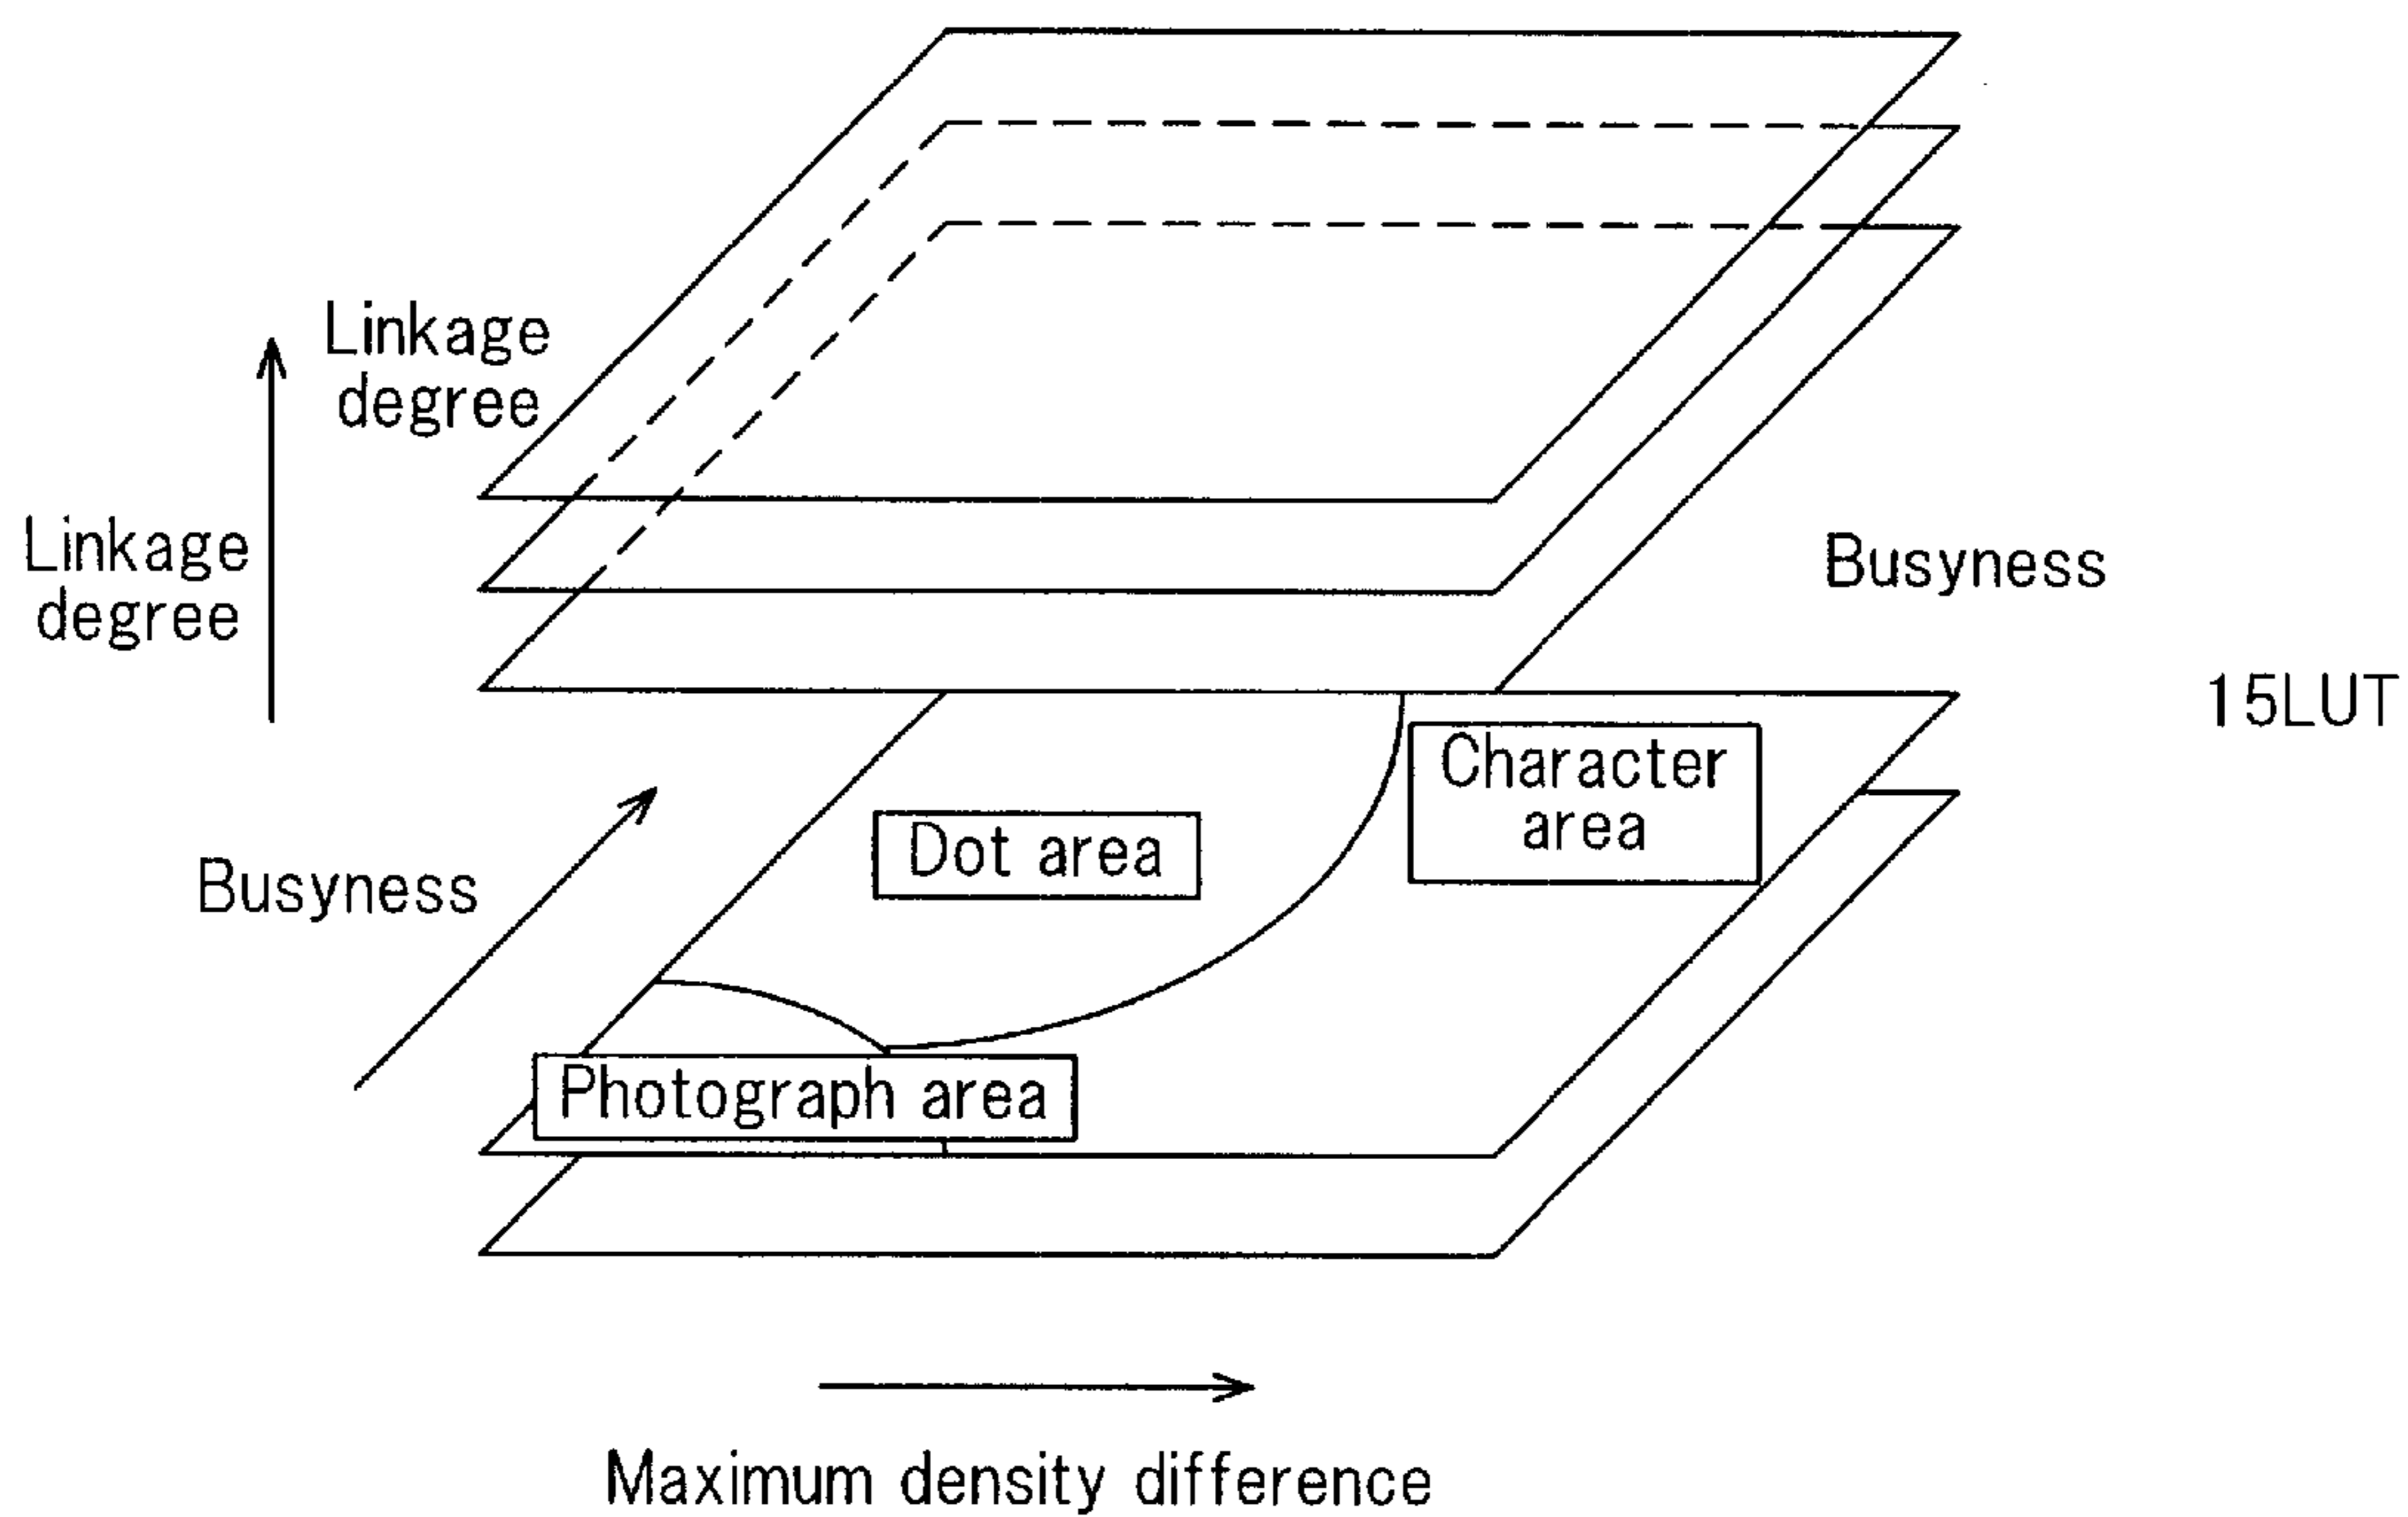 Linkage
degree
Linkage
degree
Busyness
15LUT
Character
area
Dot area
Busyness
Photograph area
Maximum density difference